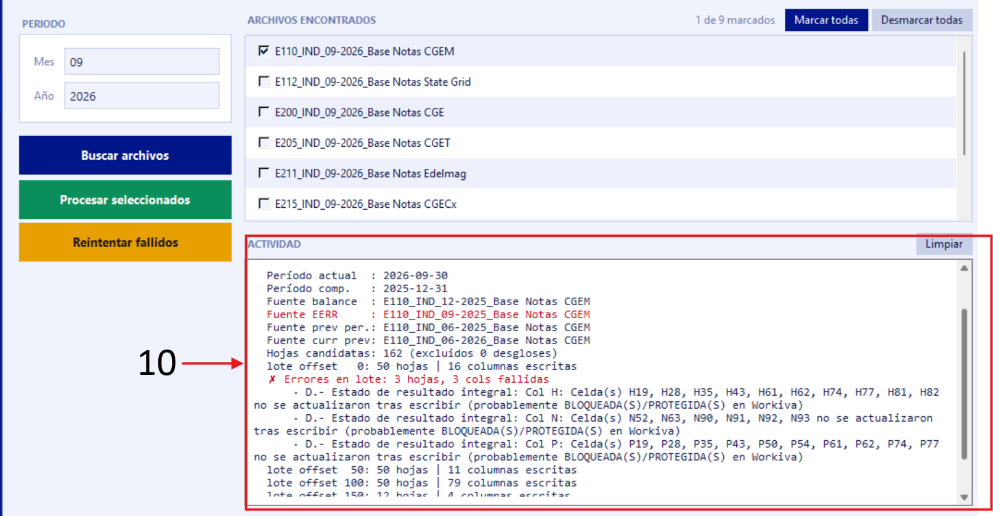 PERIODO
Mes 09
Año 2026
Buscar archivos
Procesar seleccionados
Reintentar fallidos
ARCHIVOS ENCONTRADOS 1 de 9 marcados Marcar todas Desmarcar todas
E110_IND_09-2026_Base Notas CGEM
E112_IND_09-2026_Base Notas State Grid
E200_IND_09-2026_Base Notas CGE
E205_IND_09-2026_Base Notas CGET
E211_IND_09-2026_Base Notas Edelmag
E215_IND_09-2026_Base Notas CGECx
ACTIVIDAD Limpiar
10
Período actual : 2026-09-30
Período comp. : 2025-12-31
Fuente balance : E110_IND_12-2025_Base Notas CGEM
Fuente EERR : E110_IND_09-2025_Base Notas CGEM
Fuente prev per.: E110_IND_06-2025_Base Notas CGEM
Fuente curr prev: E110_IND_06-2026_Base Notas CGEM
Hojas candidatas: 162 (excluidos 0 desgloses)
lote offset 0: 50 hojas | 16 columnas escritas
✗ Errores en lote: 3 hojas, 3 cols fallidas
· D.- Estado de resultado integral: Col H: Celda(s) H19, H28, H35, H43, H61, H62, H74, H77, H81, H82
no se actualizaron tras escribir (probablemente BLOQUEADA(S)/PROTEGIDA(S) en Workiva)
· D.- Estado de resultado integral: Col N: Celda(s) N52, N63, N90, N91, N92, N93 no se actualizaron
tras escribir (probablemente BLOQUEADA(S)/PROTEGIDA(S) en Workiva)
· D.- Estado de resultado integral: Col P: Celda(s) P19, P28, P35, P43, P50, P54, P61, P62, P74, P77
no se actualizaron tras escribir (probablemente BLOQUEADA(S)/PROTEGIDA(S) en Workiva)
lote offset 50: 50 hojas | 11 columnas escritas
lote offset 100: 50 hojas | 79 columnas escritas
lote offset 150: 12 hojas | 4 columnas escritas